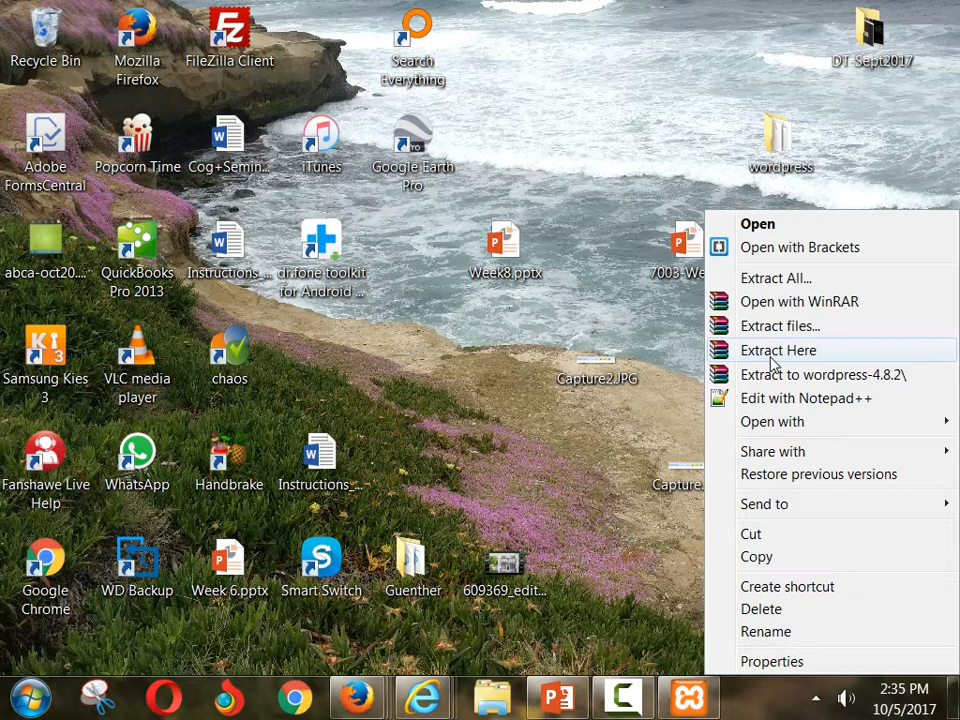 Recycle Bin
Mozilla
Firefox
FileZilla Client
Search
Everything
DT-Sept2017
Adobe
FormsCentral
Popcorn Time
Cog+Semin...
iTunes
Google Earth
Pro
wordpress
abca-oct20....
QuickBooks
Pro 2013
Instructions_...
drifone toolkit
for Android ...
Week8.pptx
7003-We
Samsung Kies
3
VLC media
player
chaos
Capture2.JPG
Fanshawe Live
Help
WhatsApp
Handbrake
Instructions_...
Capture.
Google
Chrome
WD Backup
Week 6.pptx
Smart Switch
Guenther
609369_edit...
Open
Open with Brackets
Extract All...
Open with WinRAR
Extract files...
Extract Here
Extract to wordpress-4.8.2\
Edit with Notepad++
Open with
Share with
Restore previous versions
Send to
Cut
Copy
Create shortcut
Delete
Rename
Properties
2:35 PM
10/5/2017